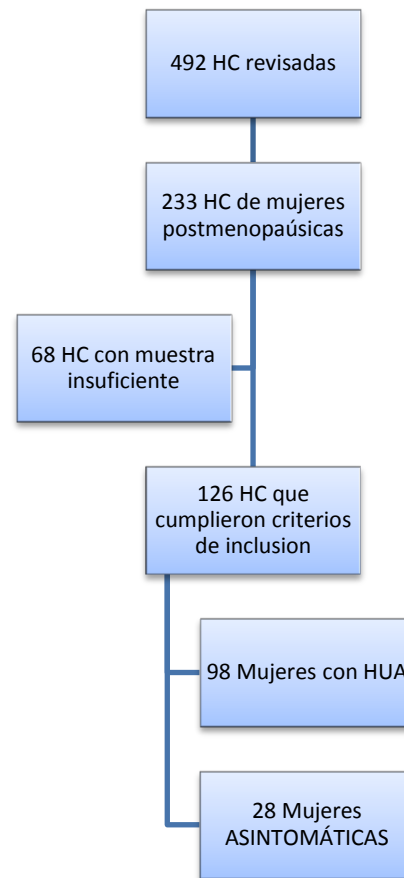 492 HC revisadas
233 HC de mujeres
postmenopaúsicas
68 HC con muestra
insuficiente
126 HC que
cumplieron criterios
de inclusion
98 Mujeres con HUA
28 Mujeres
ASINTOMÁTICAS